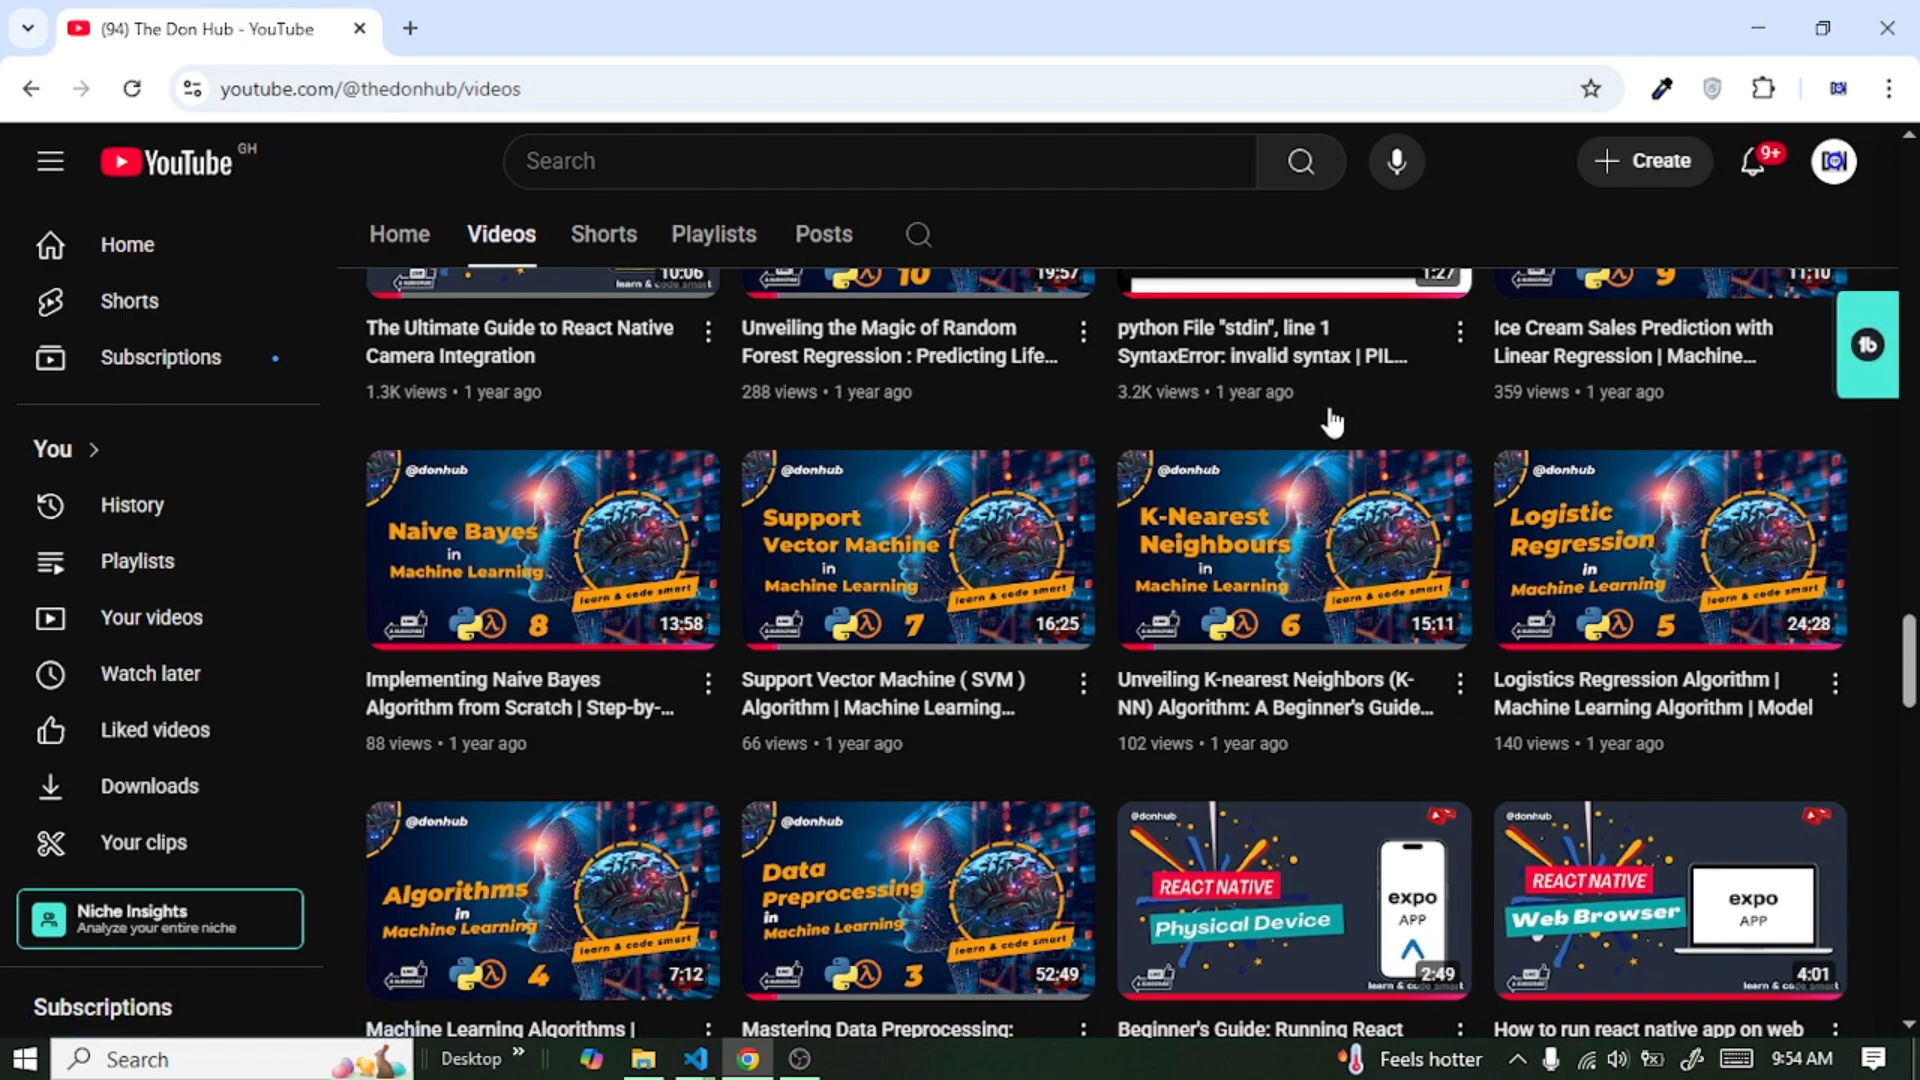 (94) The Don Hub - YouTube
youtube.com/@thedonhub/videos
YouTube GH
Search
Create
9+
Home
Shorts
Subscriptions
You
History
Playlists
Your videos
Watch later
Liked videos
Downloads
Your clips
Niche Insights
Analyze your entire niche
Subscriptions
Home
Videos
Shorts
Playlists
Posts
10:06
learn &
10
19:57
1:27
9
11:10
The Ultimate Guide to React Native
Camera Integration
1.3K views • 1 year ago
Unveiling the Magic of Random
Forest Regression : Predicting Life...
288 views • 1 year ago
python File "stdin", line 1
SyntaxError: invalid syntax | PIL...
3.2K views • 1 year ago
Ice Cream Sales Prediction with
Linear Regression | Machine...
359 views • 1 year ago
@donhub
Naive Bayes
in
Machine Learning
learn & code smart
8
13:58
@donhub
Support
Vector Machine
in
Machine Learning
learn & code smart
7
16:25
@donhub
K-Nearest
Neighbours
in
Machine Learning
learn & code smart
6
15:11
@donhub
Logistic
Regression
in
Machine Learning
learn & code smart
5
24:28
Implementing Naive Bayes
Algorithm from Scratch | Step-by-...
88 views • 1 year ago
Support Vector Machine ( SVM )
Algorithm | Machine Learning...
66 views • 1 year ago
Unveiling K-nearest Neighbors (K-
NN) Algorithm: A Beginner's Guide...
102 views • 1 year ago
Logistics Regression Algorithm |
Machine Learning Algorithm | Model
140 views • 1 year ago
@donhub
Algorithms
in
Machine Learning
learn & code smart
4
7:12
@donhub
Data
Preprocessing
in
Machine Learning
learn & code smart
3
52:49
@donhub
REACT NATIVE
Physical Device
expo
APP
2:49
@donhub
REACT NATIVE
Web Browser
expo
APP
4:01
Machine Learning Algorithms |
Mastering Data Preprocessing:
Beginner's Guide: Running React
How to run react native app on web
Search
Desktop
Feels hotter
9:54 AM